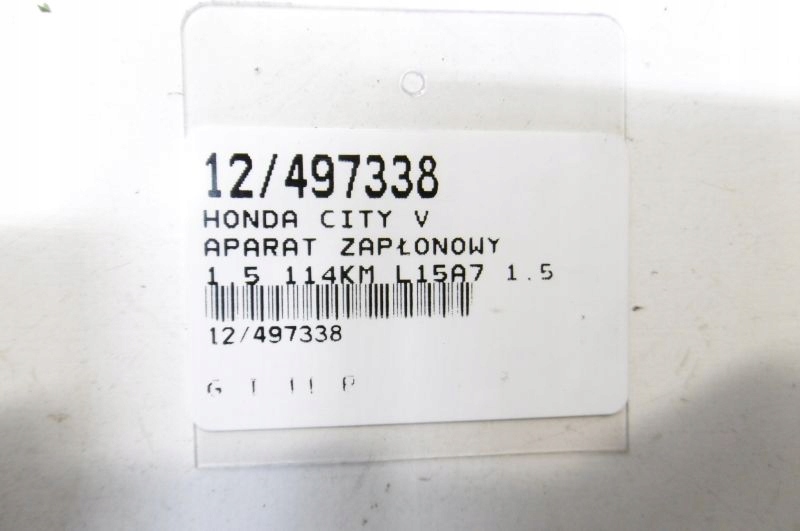 12/497338
HONDA CITY V
APARAT ZAPŁONOWY
1.5 114KM L15A7 1.5
12/497338